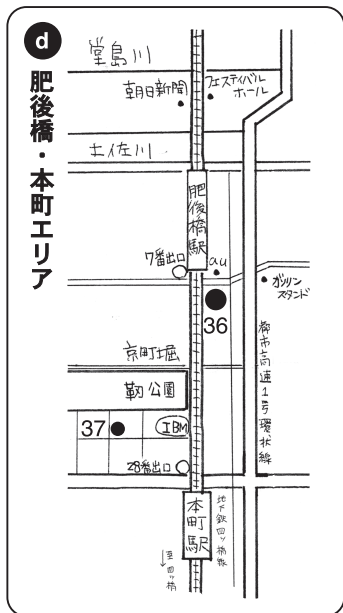 d
肥後橋・本町エリア
堂島川
朝日新聞
フェスティバル
ホール
土佐川
肥後橋駅
7番出口
au
ガソリン
スタンド
36
都市高速1号環状線
京町堀
靭公園
37
IBM
28番出口
本町駅
地下鉄四ツ橋線
至四ツ橋